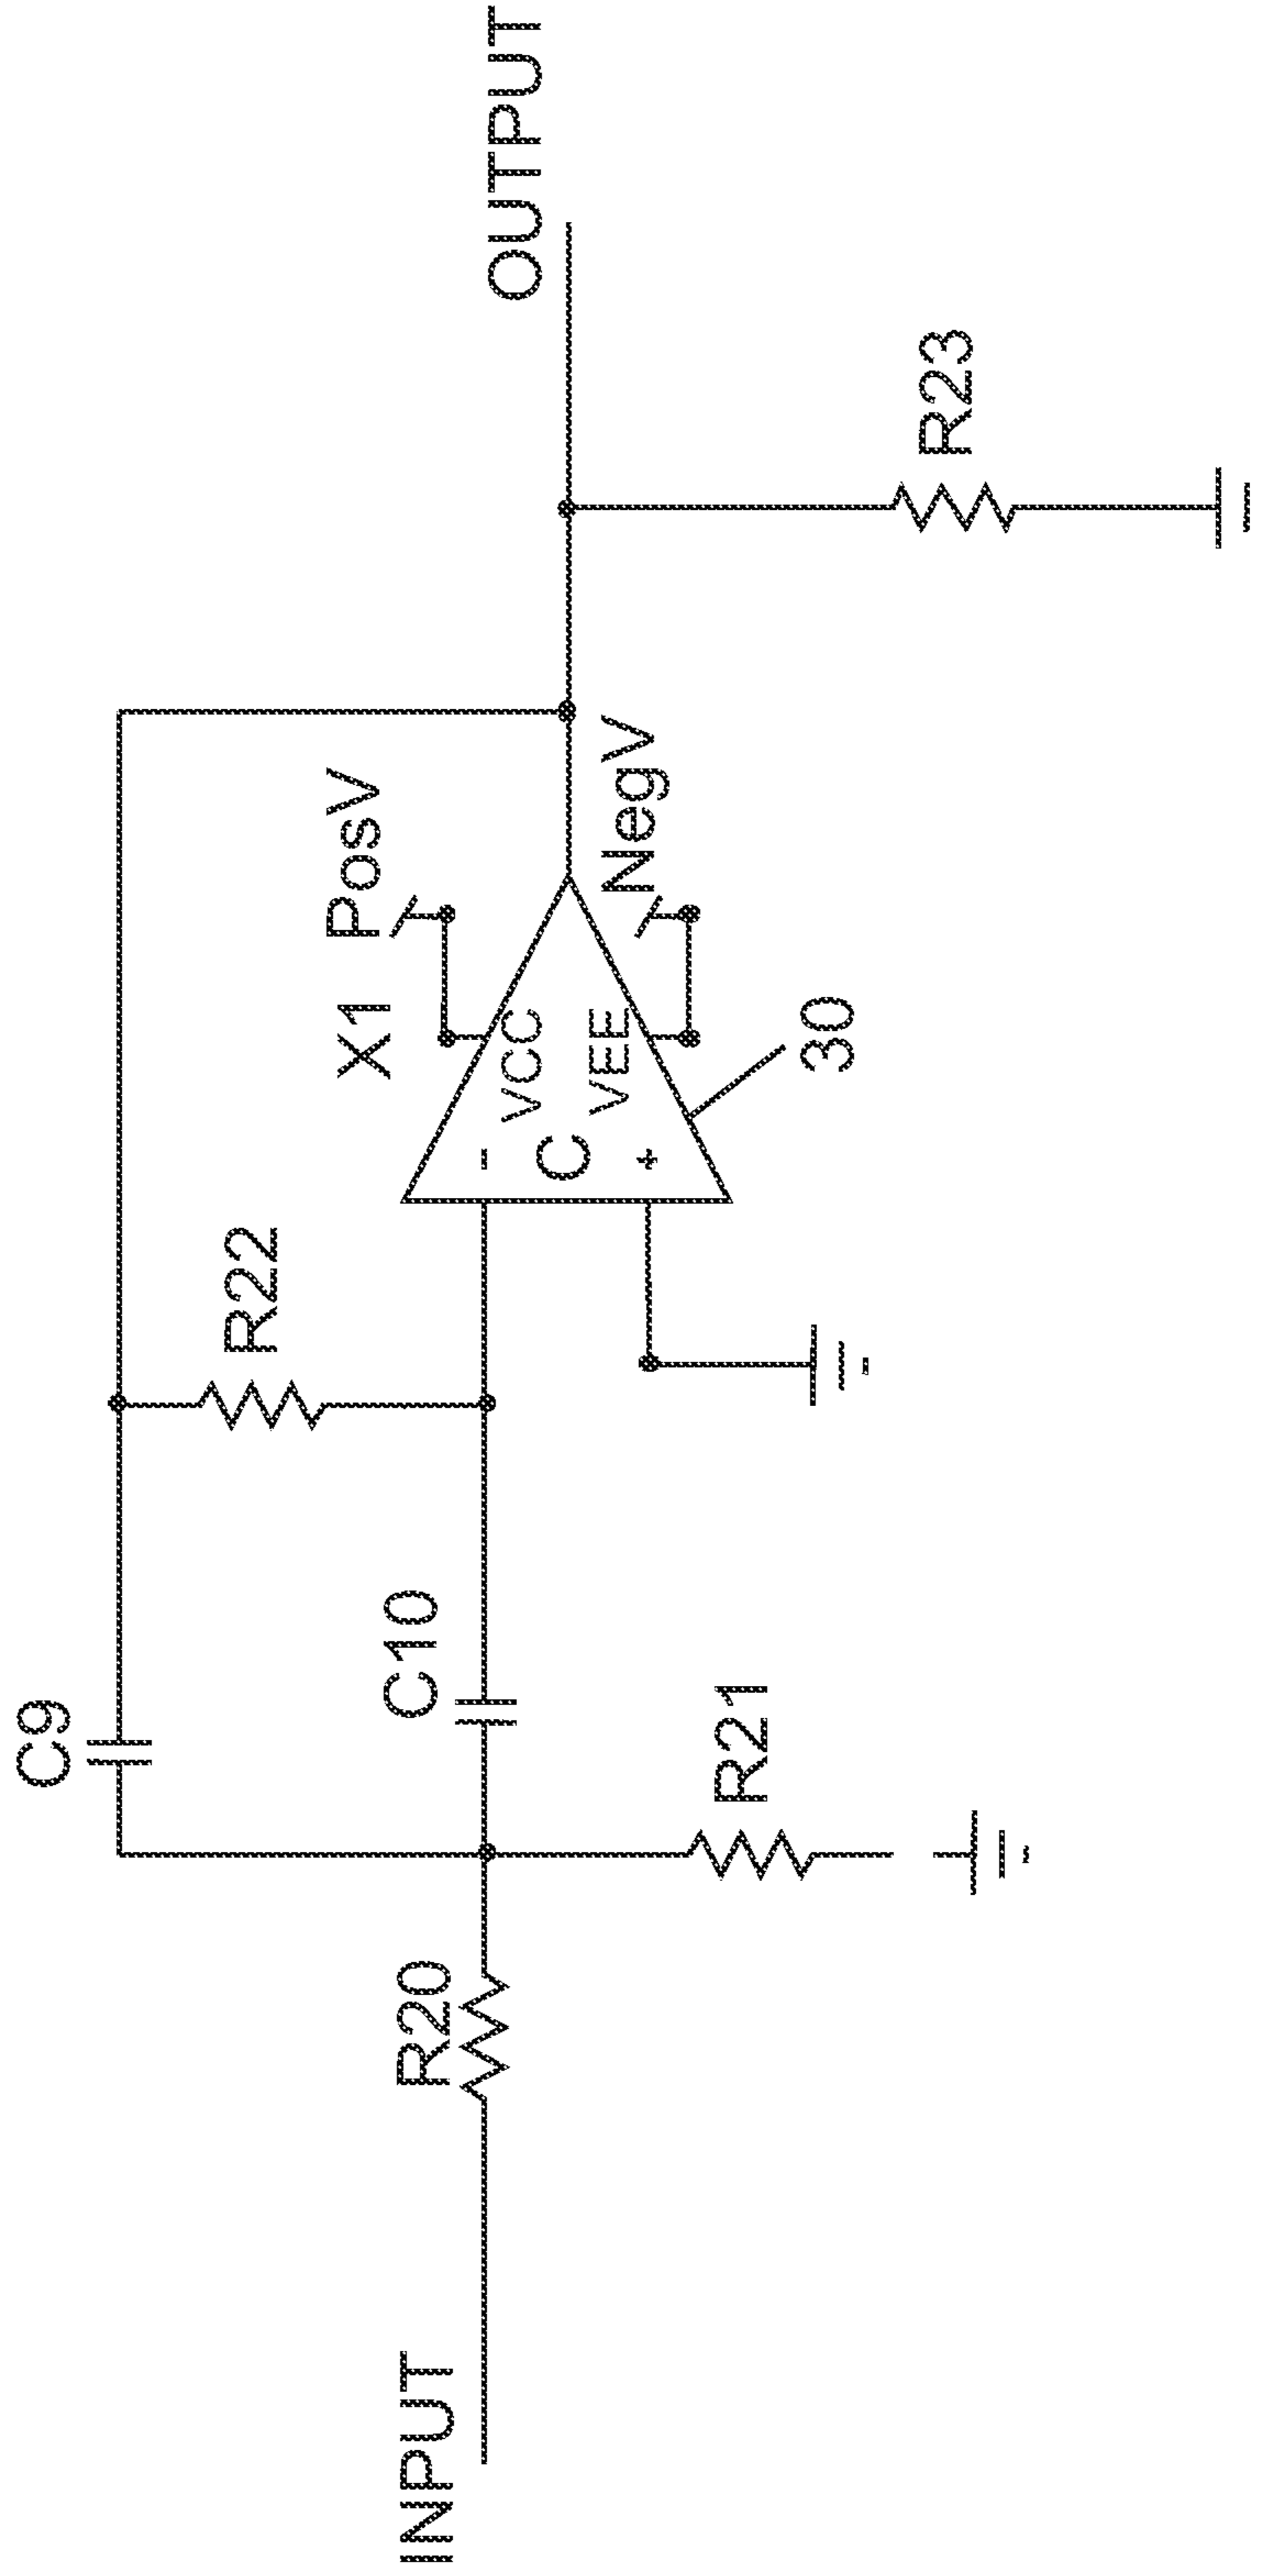 C9
R22
X1
PosV
OUTPUT
INPUT
R20
C10
-
VCC
C
VEE
+
NegV
R21
30
R23